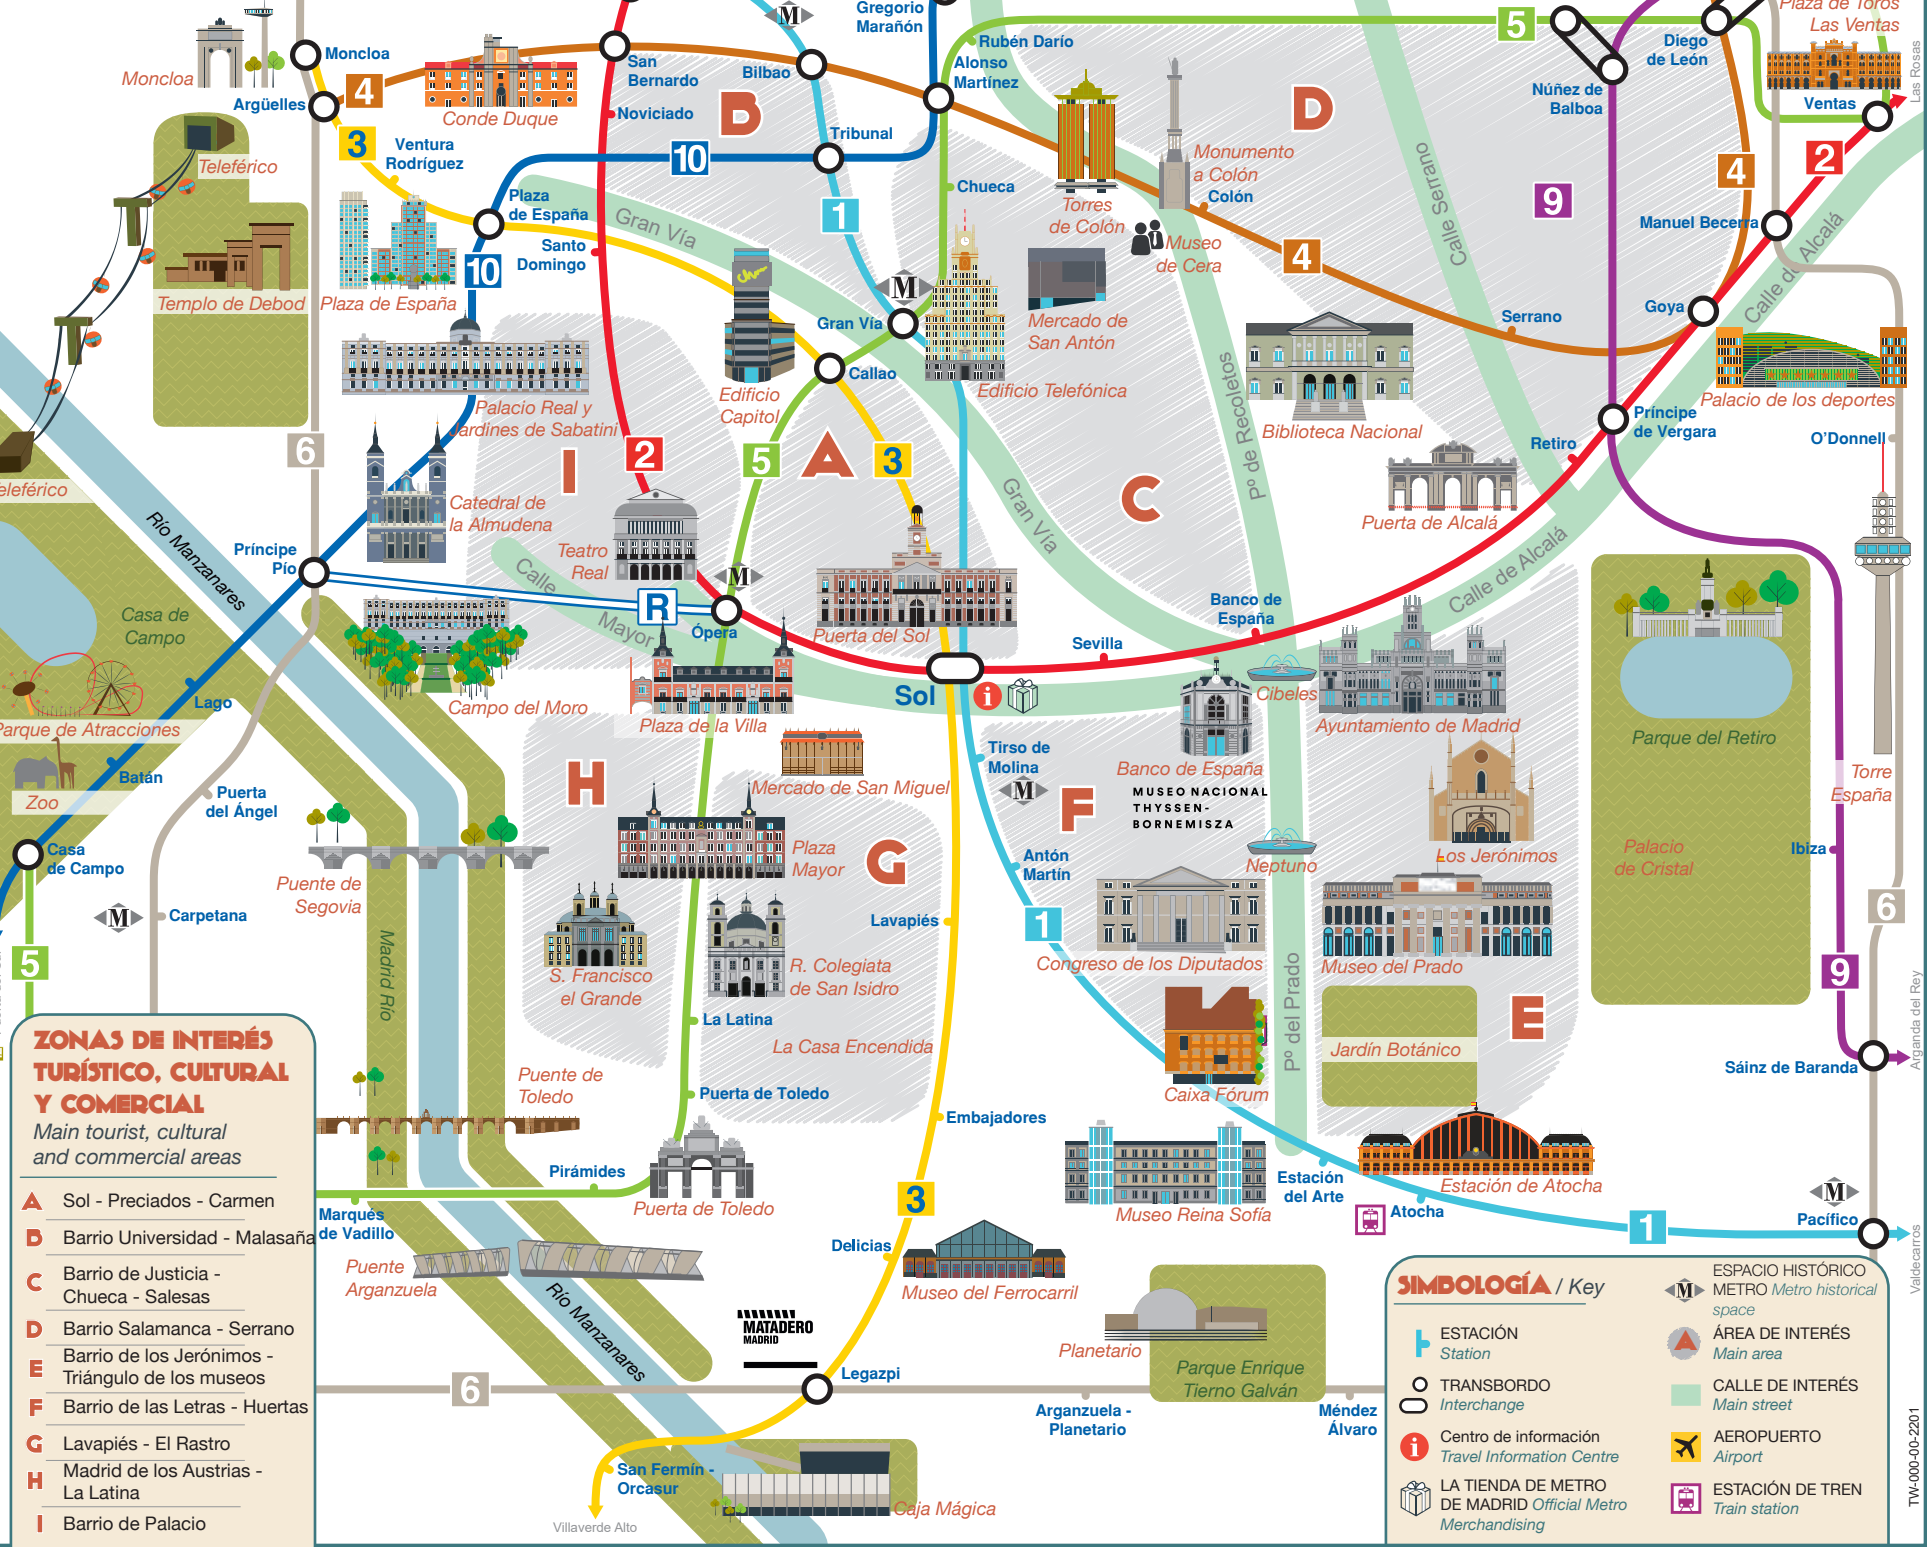 Gregorio
Marañón
Plaza de Toros
Las Ventas
Rubén Darío
5
Diego
de León
Moncloa
Moncloa
San
Bernardo
Bilbao
Alonso
Martínez
Núñez de
Balboa
Ventas
Las Rosas
Argüelles
4
Conde Duque
Noviciado
B
D
3
Ventura
Rodríguez
Tribunal
10
Monumento
a Colón
Colón
Calle Serrano
4
2
Teleférico
Chueca
9
Plaza
de España
1
Torres
de Colón
Gran Vía
Santo
Domingo
Museo
de Cera
Manuel Becerra
Calle de Alcalá
10
4
Templo de Debod
Plaza de España
M
Gran Vía
Mercado de
San Antón
Serrano
Goya
Callao
Edificio
Capitol
Edificio Telefónica
Palacio Real y
Jardines de Sabatini
Pº de Recoletos
Palacio de los deportes
Príncipe
de Vergara
Biblioteca Nacional
Retiro
O'Donnell
6
I
2
5
A
3
C
eleférico
Catedral de
la Almudena
Gran Vía
Puerta de Alcalá
Río Manzanares
Príncipe
Pío
Teatro
Real
Calle
Mayor
M
R
Ópera
Puerta del Sol
Calle de Alcalá
Banco de
España
Sevilla
Casa de
Campo
Lago
Campo del Moro
Plaza de la Villa
Sol
i
Cibeles
Ayuntamiento de Madrid
Parque del Retiro
Parque de Atracciones
Batán
Zoo
Puerta
del Ángel
H
Mercado de San Miguel
Tirso de
Molina
M
F
Banco de España
MUSEO NACIONAL
THYSSEN-
BORNEMISZA
Torre
España
Casa
de Campo
Plaza
Mayor
G
Antón
Martín
Neptuno
Los Jerónimos
Palacio
de Cristal
Ibiza
Puente de
Segovia
M
Carpetana
Lavapiés
1
6
5
Madrid Río
S. Francisco
el Grande
R. Colegiata
de San Isidro
Congreso de los Diputados
Pº del Prado
Museo del Prado
9
La Latina
La Casa Encendida
E
Jardín Botánico
Arganda del Rey
Sáinz de Baranda
Puente de
Toledo
Puerta de Toledo
Caixa Fórum
Embajadores
Pirámides
Puerta de Toledo
3
Museo Reina Sofía
Estación
del Arte
Estación de Atocha
Atocha
M
Pacífico
1
Valdecarros
Marqués
de Vadillo
Puente
Arganzuela
Delicias
Museo del Ferrocarril
Río Manzanares
MATADERO
MADRID
Planetario
Parque Enrique
Tierno Galván
6
Legazpi
Arganzuela -
Planetario
Méndez
Álvaro
San Fermín -
Orcasur
Caja Mágica
Villaverde Alto
ZONAS DE INTERÉS
TURÍSTICO, CULTURAL
Y COMERCIAL
Main tourist, cultural
and commercial areas
A Sol - Preciados - Carmen
B Barrio Universidad - Malasaña
C Barrio de Justicia -
Chueca - Salesas
D Barrio Salamanca - Serrano
E Barrio de los Jerónimos -
Triángulo de los museos
F Barrio de las Letras - Huertas
G Lavapiés - El Rastro
H Madrid de los Austrias -
La Latina
I Barrio de Palacio
SIMBOLOGÍA / Key
ESTACIÓN
Station
TRANSBORDO
Interchange
i Centro de información
Travel Information Centre
LA TIENDA DE METRO
DE MADRID Official Metro
Merchandising
M ESPACIO HISTÓRICO
METRO Metro historical
space
A ÁREA DE INTERÉS
Main area
CALLE DE INTERÉS
Main street
AEROPUERTO
Airport
ESTACIÓN DE TREN
Train station
TW-000-00-2201